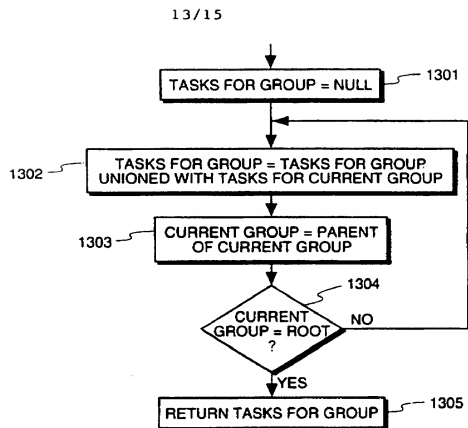 13/15
TASKS FOR GROUP = NULL
1301
1302
TASKS FOR GROUP = TASKS FOR GROUP
UNIONED WITH TASKS FOR CURRENT GROUP
1303
CURRENT GROUP = PARENT
OF CURRENT GROUP
1304
CURRENT
GROUP = ROOT
?
NO
YES
RETURN TASKS FOR GROUP
1305